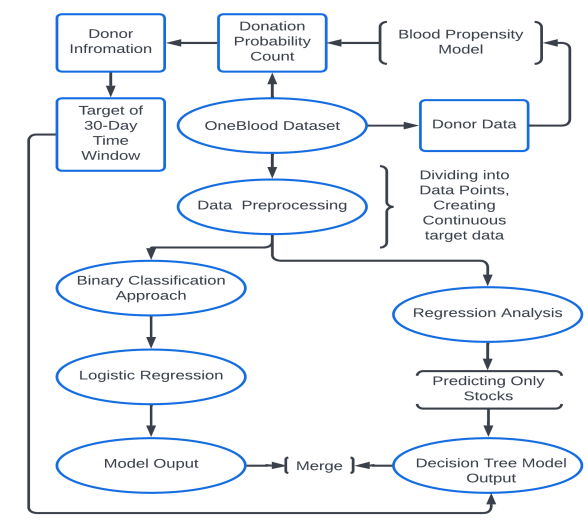 Donor
Infromation
Donation
Probability
Count
Blood Propensity
Model
Target of
30-Day
Time
Window
OneBlood Dataset
Donor Data
Data Preprocessing
Dividing into
Data Points,
Creating
Continuous
target data
Binary Classification
Approach
Regression Analysis
Logistic Regression
Predicting Only
Stocks
Model Ouput
Merge
Decision Tree Model
Output